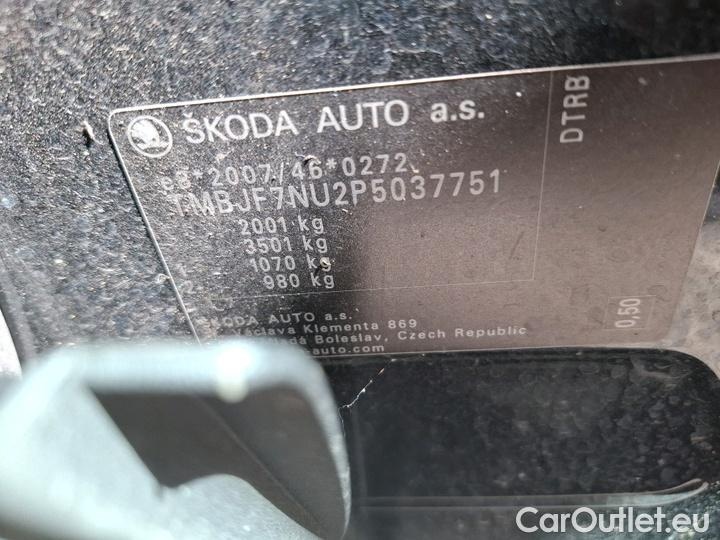 ŠKODA AUTO a.s.
DTRB
e8*2007/46*0272
TMBJF7NU2P5037751
2001 kg
3501 kg
1070 kg
980 kg
ŠKODA AUTO a.s.
Václava Klementa 869
Boleslav, Czech Republic
0,50
CarOutlet.eu